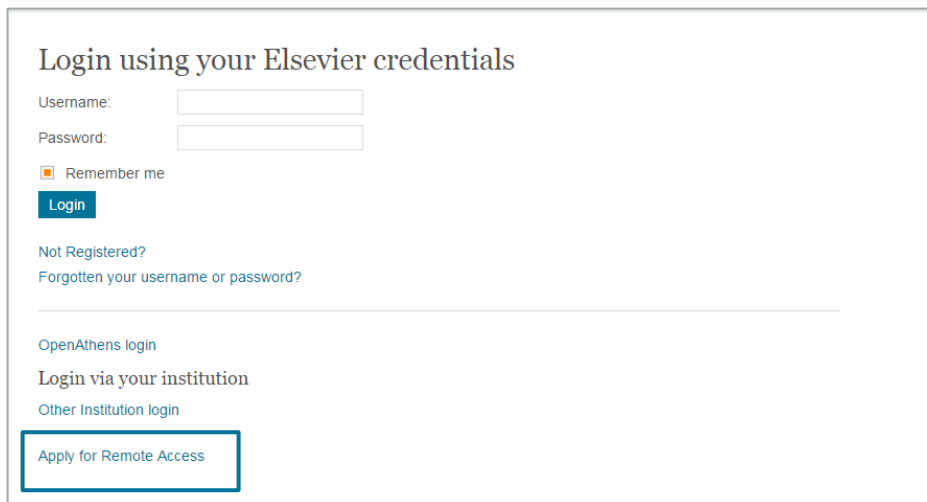 Login using your Elsevier credentials
Username:
Password:
Remember me
Login
Not Registered?
Forgotten your username or password?
OpenAthens login
Login via your institution
Other Institution login
Apply for Remote Access